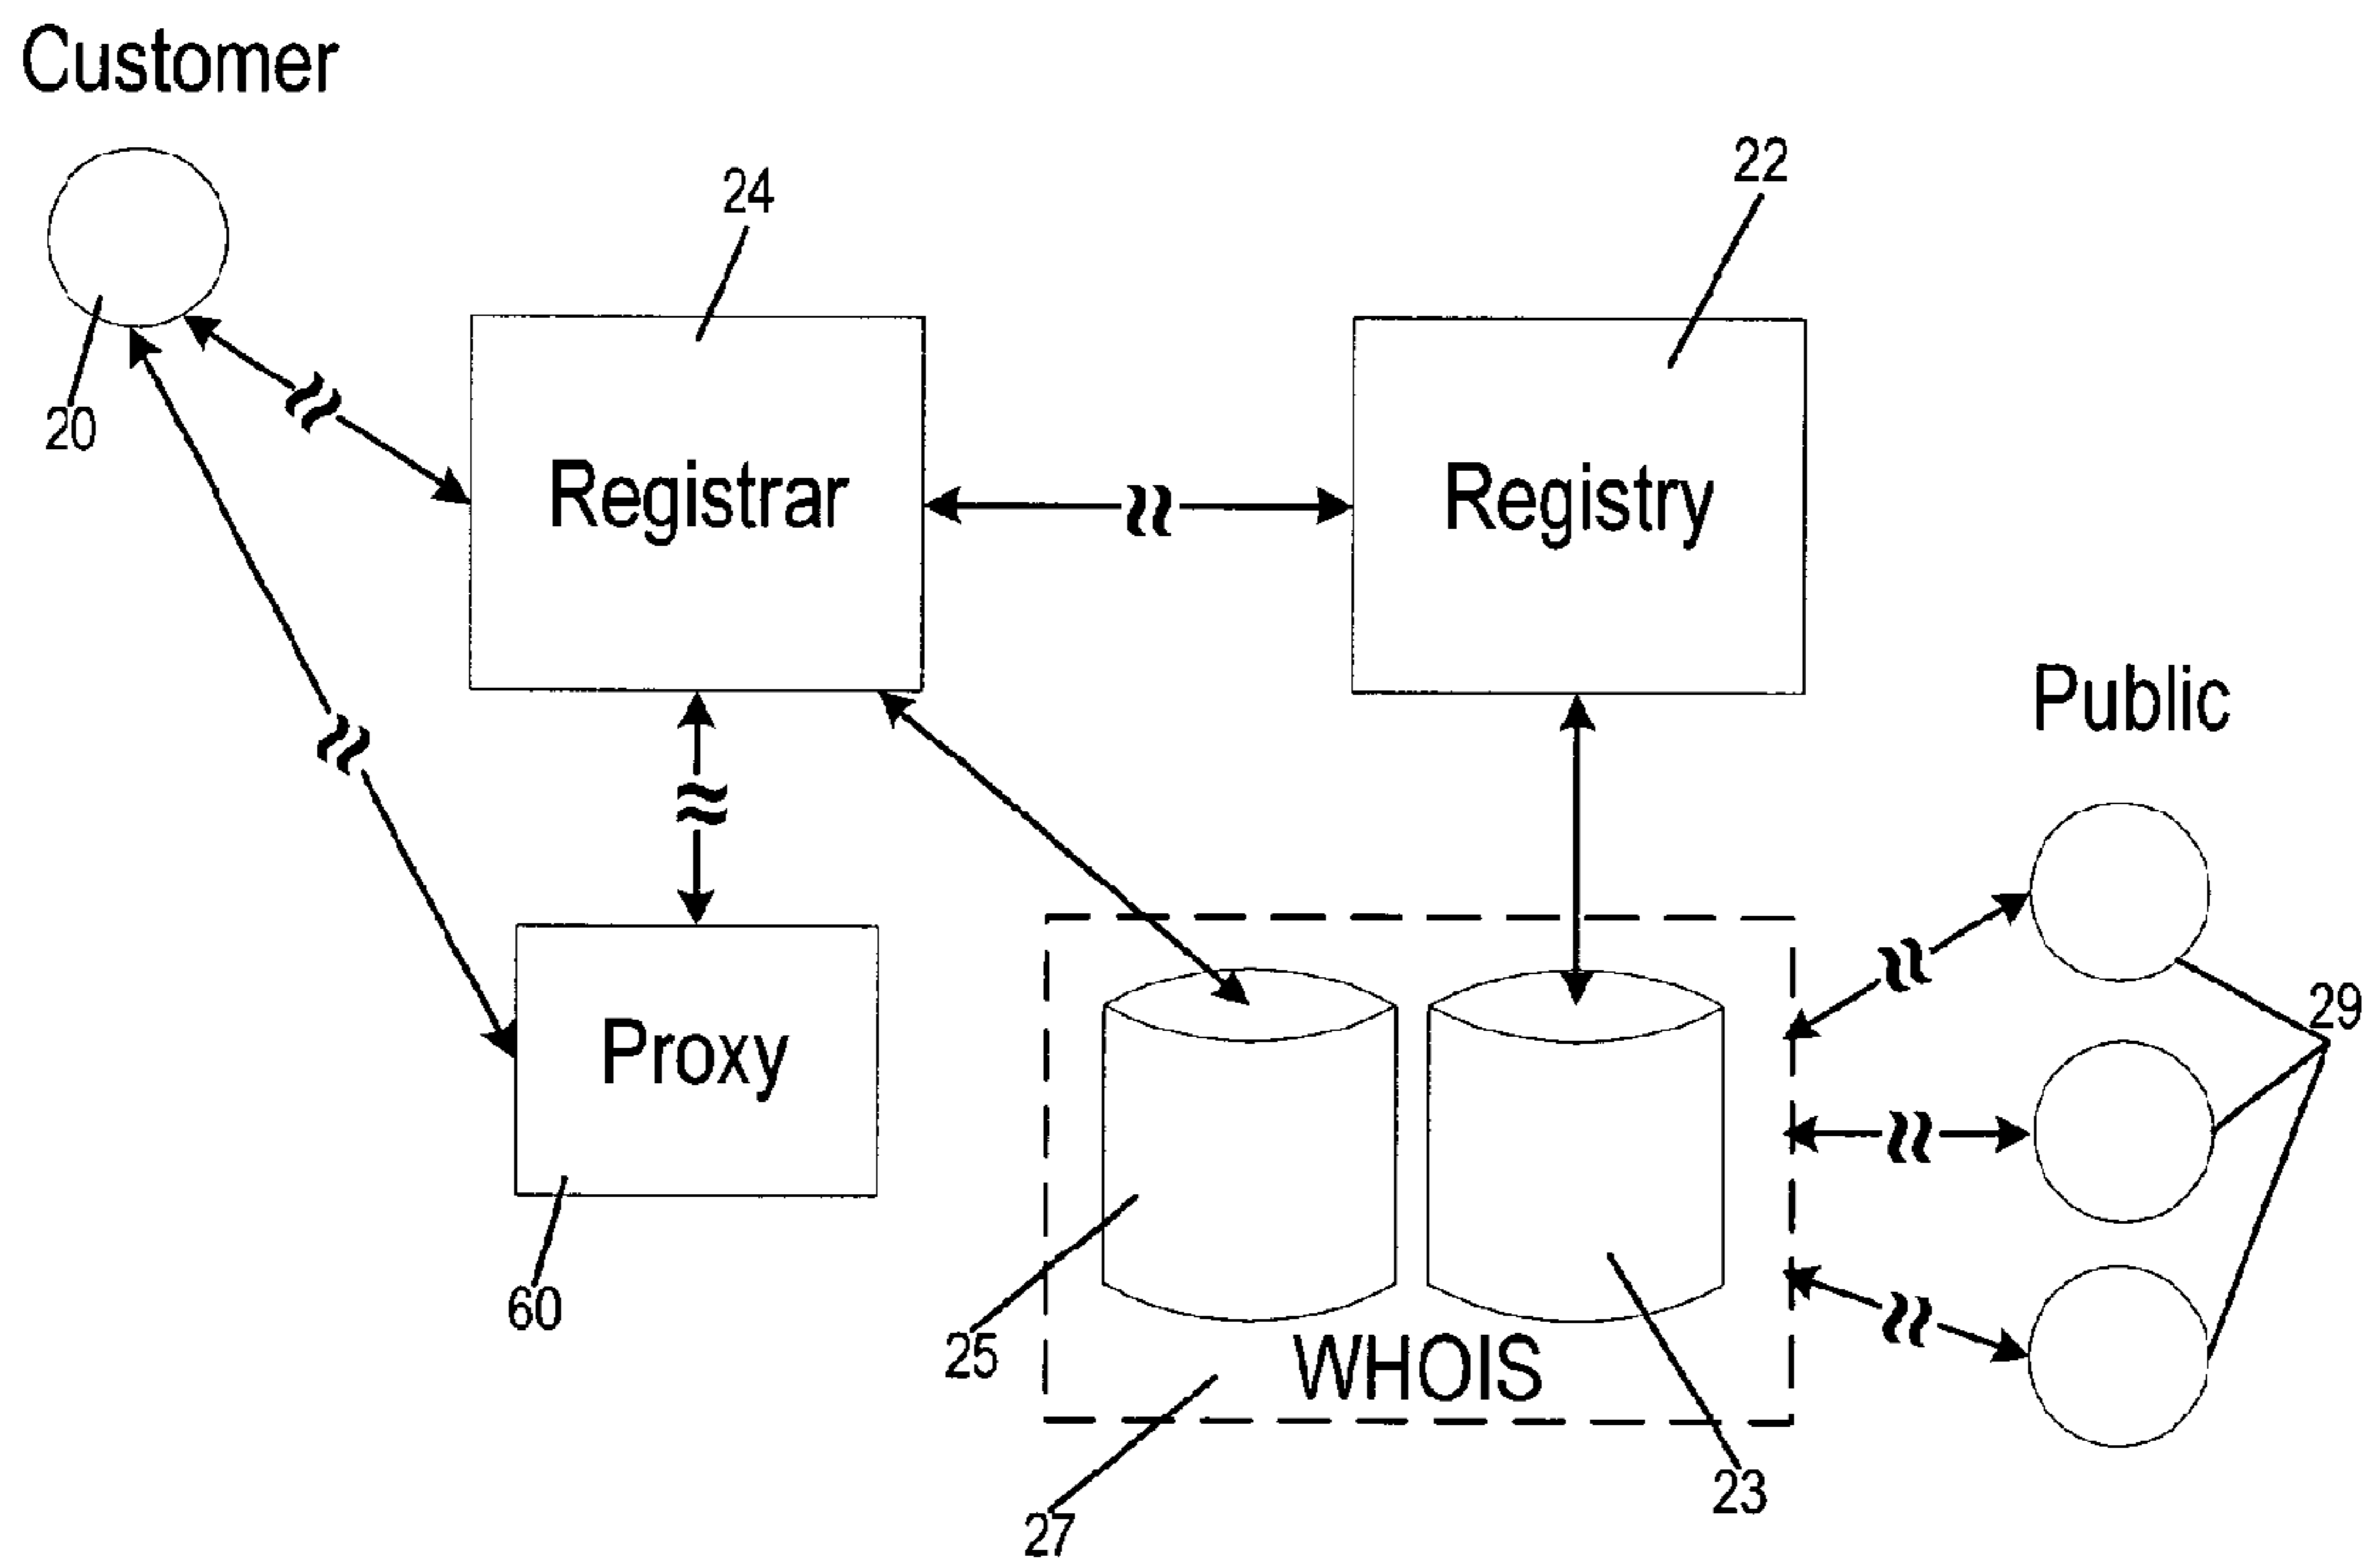 Customer
24
22
20
Registrar
Registry
Public
29
Proxy
60
25
WHOIS
23
27